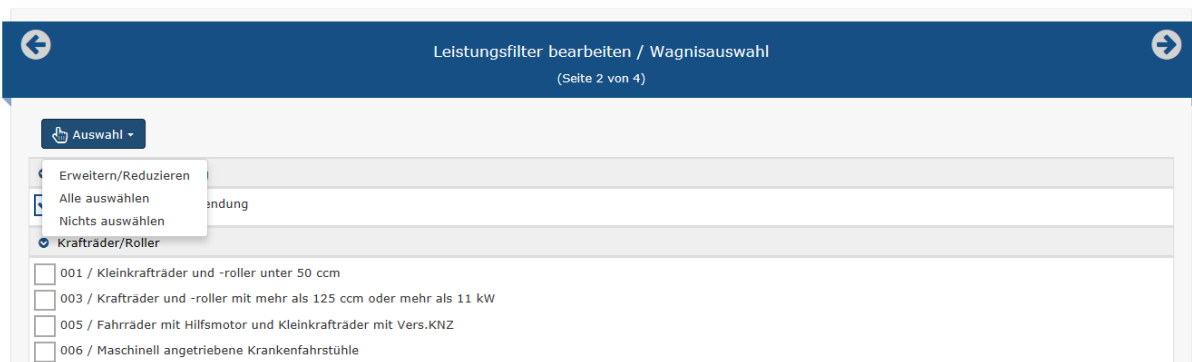 Leistungsfilter bearbeiten / Wagnisauswahl
(Seite 2 von 4)
Auswahl
Erweitern/Reduzieren
Alle auswählen
Nichts auswählen
endung
Krafträder/Roller
001 / Kleinkrafträder und -roller unter 50 ccm
003 / Krafträder und -roller mit mehr als 125 ccm oder mehr als 11 kW
005 / Fahrräder mit Hilfsmotor und Kleinkrafträder mit Vers.KNZ
006 / Maschinell angetriebene Krankenfahrstühle